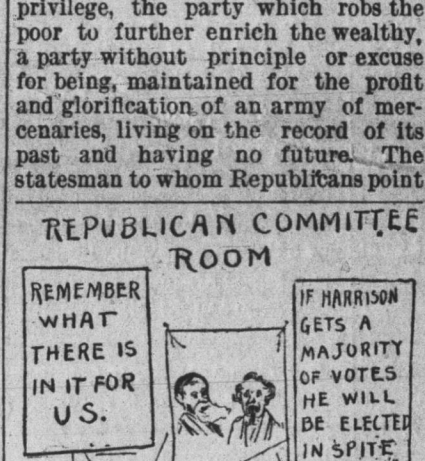 privilege, the party which robs the
poor to further enrich the wealthy,
a party without principle or excuse
for being, maintained for the profit
and glorification of an army of mer-
cenaries, living on the record of its
past and having no future. The
statesman to whom Republicans point
REPUBLICAN COMMITTEE
ROOM
REMEMBER
WHAT
THERE IS
IN IT FOR
US.
IF HARRISON
GETS A
MAJORITY
OF VOTES
HE WILL
BE ELECTED
IN SPITE